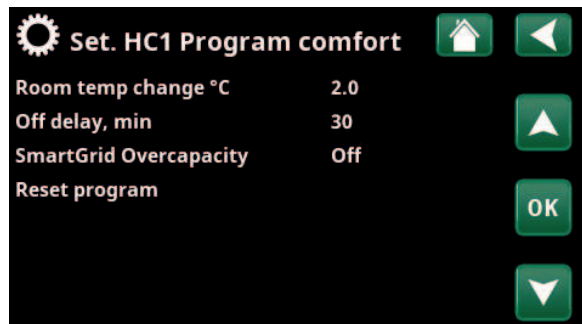 Set. HC1 Program comfort
Room temp change °C 2.0
Off delay, min 30
SmartGrid Overcapacity Off
Reset program
OK